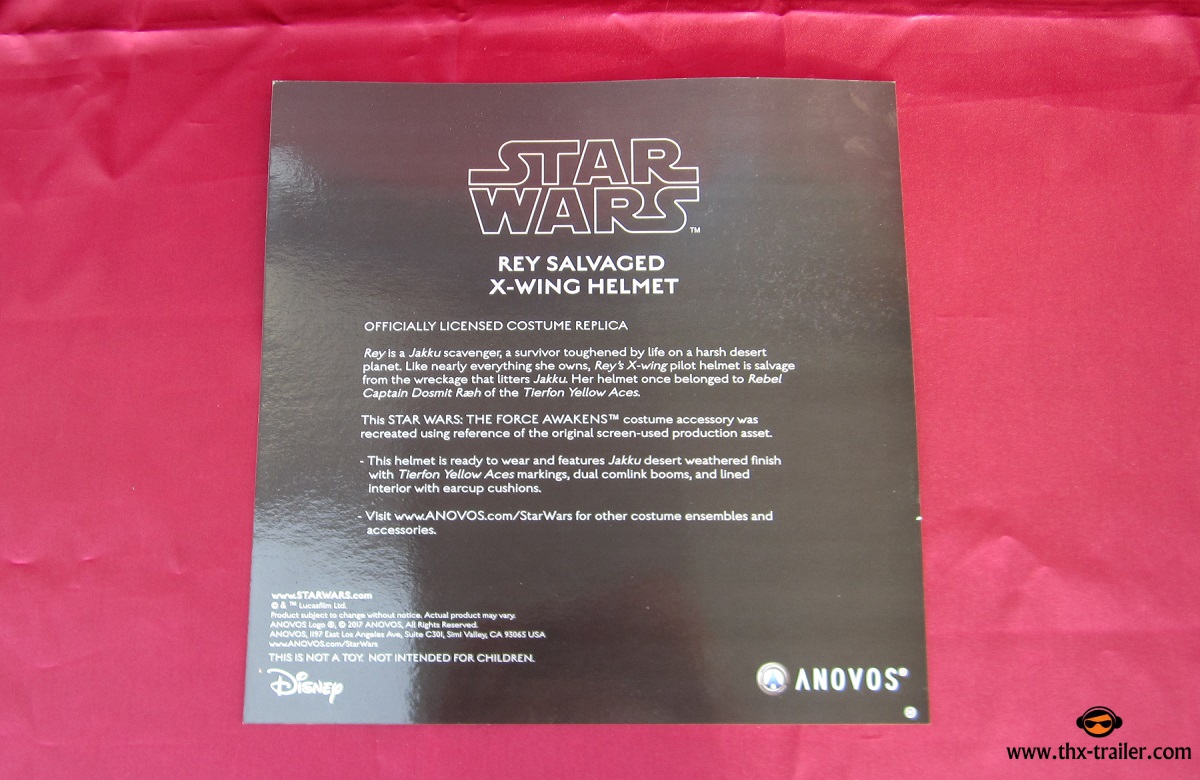 STAR
WARS™
REY SALVAGED
X-WING HELMET
OFFICIALLY LICENSED COSTUME REPLICA
Rey is a Jakku scavenger, a survivor toughened by life on a harsh desert
planet. Like nearly everything she owns, Rey's X-wing pilot helmet is salvage
from the wreckage that litters Jakku. Her helmet once belonged to Rebel
Captain Dosmit Ræh of the Tierfon Yellow Aces.
This STAR WARS: THE FORCE AWAKENS™ costume accessory was
recreated using reference of the original screen-used production asset.
- This helmet is ready to wear and features Jakku desert weathered finish
with Tierfon Yellow Aces markings, dual comlink booms, and lined
interior with earcup cushions.
- Visit www.ANOVOS.com/StarWars for other costume ensembles and
accessories.
www.STARWARS.com
© & ™ Lucasfilm Ltd.
Product subject to change without notice. Actual product may vary.
ANOVOS Logo ®, © 2017 ANOVOS, All Rights Reserved.
ANOVOS, 1197 East Los Angeles Ave, Suite C301, Simi Valley, CA 93065 USA
www.ANOVOS.com/StarWars
THIS IS NOT A TOY. NOT INTENDED FOR CHILDREN.
Disney
ANOVOS®
www.thx-trailer.com